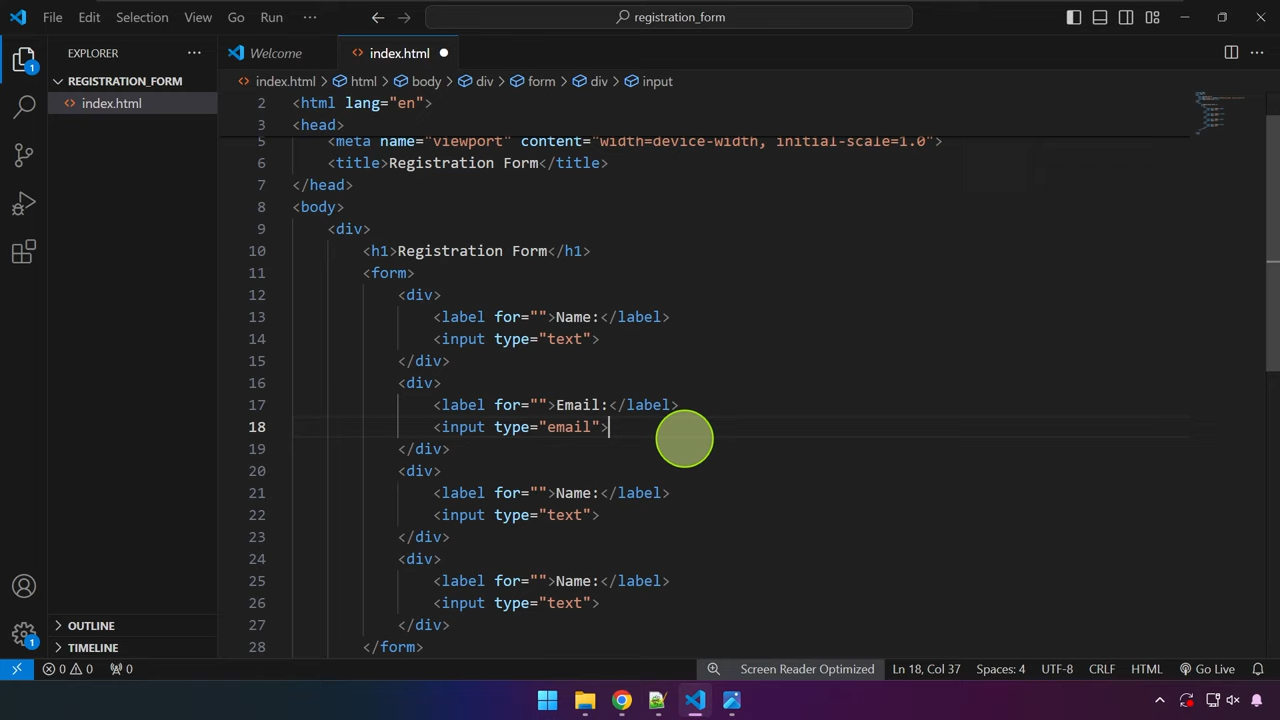 File Edit Selection View Go Run ··· registration_form
EXPLORER ··· Welcome index.html
REGISTRATION_FORM
index.html
index.html > html > body > div > form > div > input
2 <html lang="en">
3 <head>
5 <meta name="viewport" content="width=device-width, initial-scale=1.0">
6 <title>Registration Form</title>
7 </head>
8 <body>
9 <div>
10 <h1>Registration Form</h1>
11 <form>
12 <div>
13 <label for="">Name:</label>
14 <input type="text">
15 </div>
16 <div>
17 <label for="">Email:</label>
18 <input type="email">
19 </div>
20 <div>
21 <label for="">Name:</label>
22 <input type="text">
23 </div>
24 <div>
25 <label for="">Name:</label>
26 <input type="text">
27 </div>
28 </form>
1
OUTLINE
1
TIMELINE
0 0 0 Screen Reader Optimized Ln 18, Col 37 Spaces: 4 UTF-8 CRLF HTML Go Live